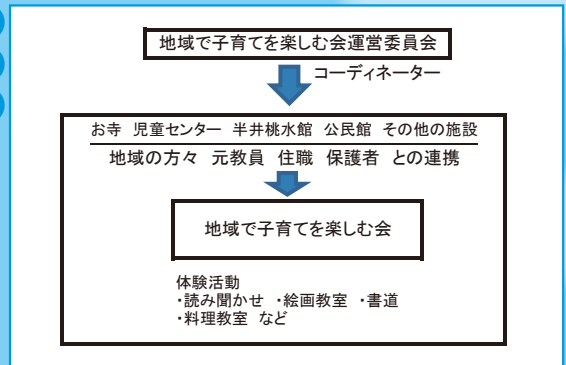 地域で子育てを楽しむ会運営委員会
コーディネーター
お寺 児童センター 半井桃水館 公民館 その他の施設
地域の方々 元教員 住職 保護者 との連携
地域で子育てを楽しむ会
体験活動
・読み聞かせ ・絵画教室 ・書道
・料理教室 など